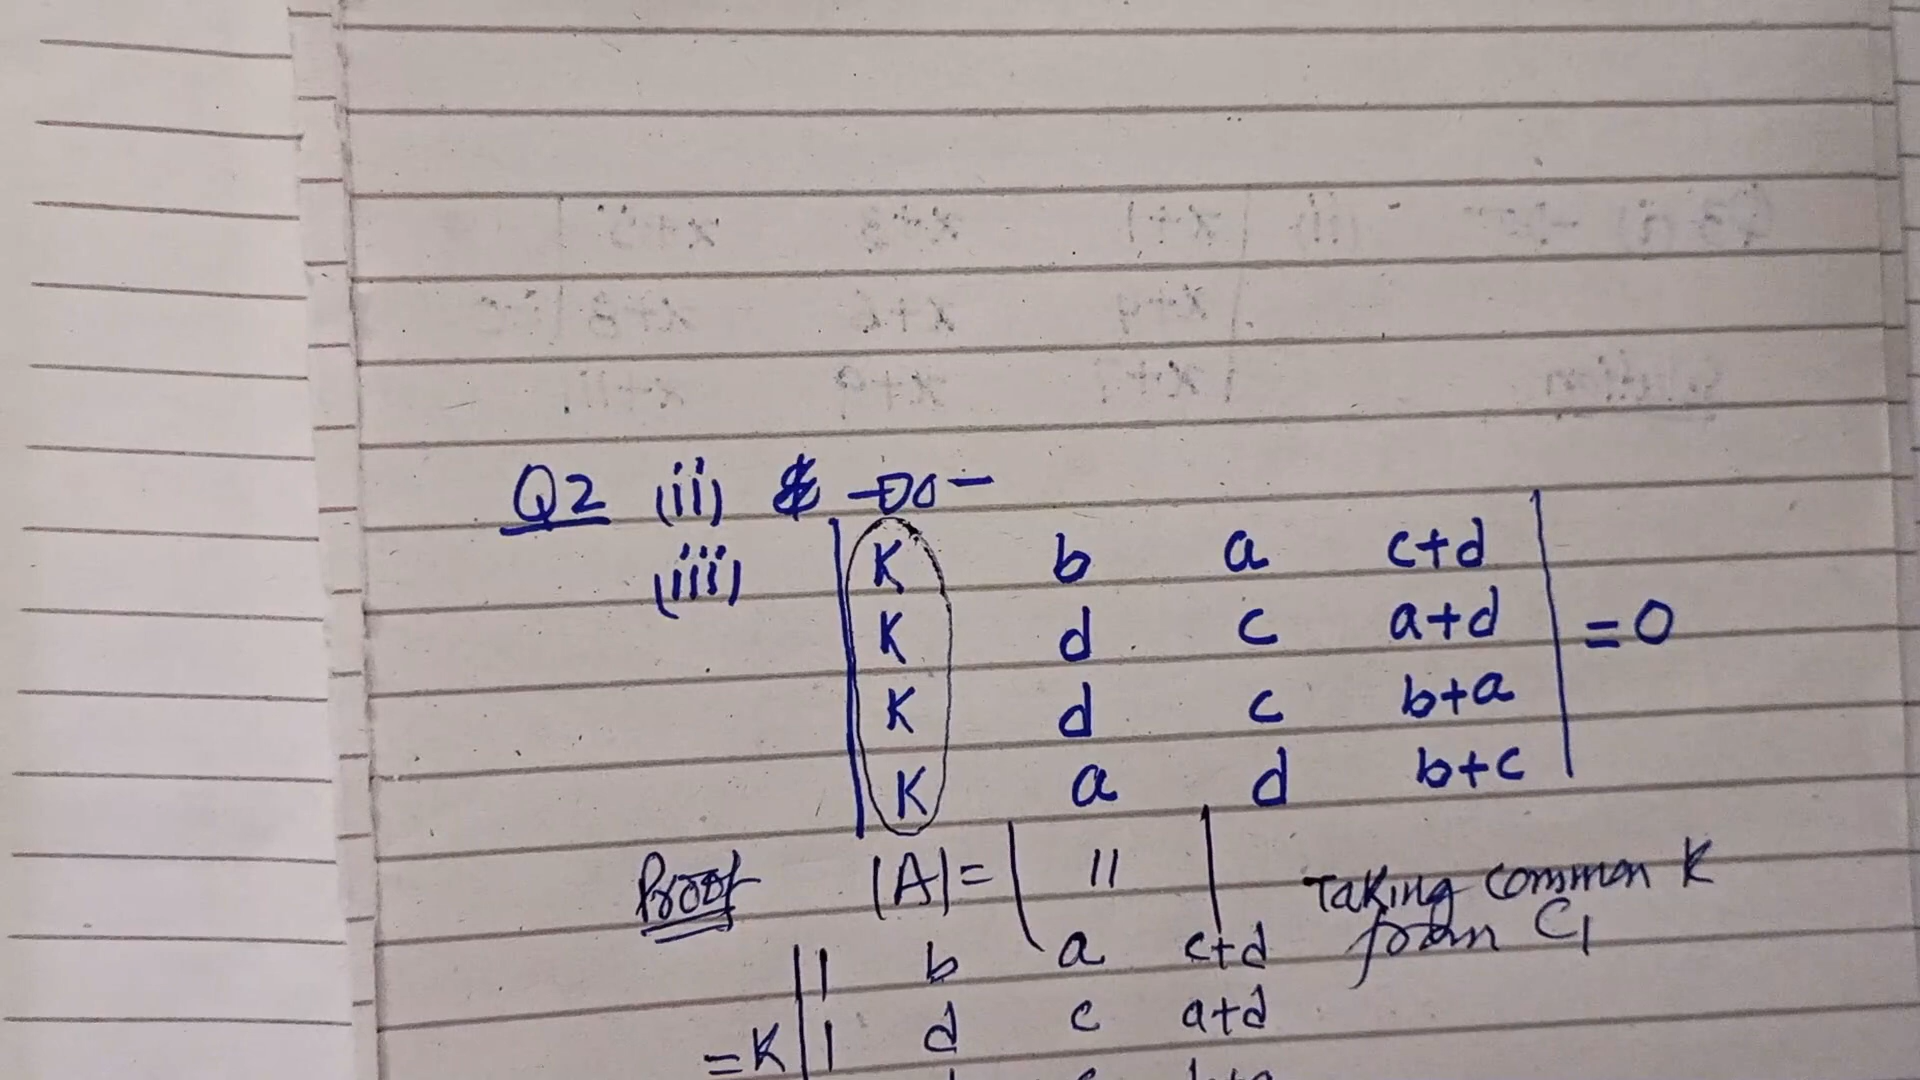 Q2 (ii) -DO-
(iii) K b a c+d
K d c a+d = 0
K d c b+a
K a d b+c
Proof |A| = | 11 | Taking common K
from C1
1 b a c+d
= K 1 d c a+d